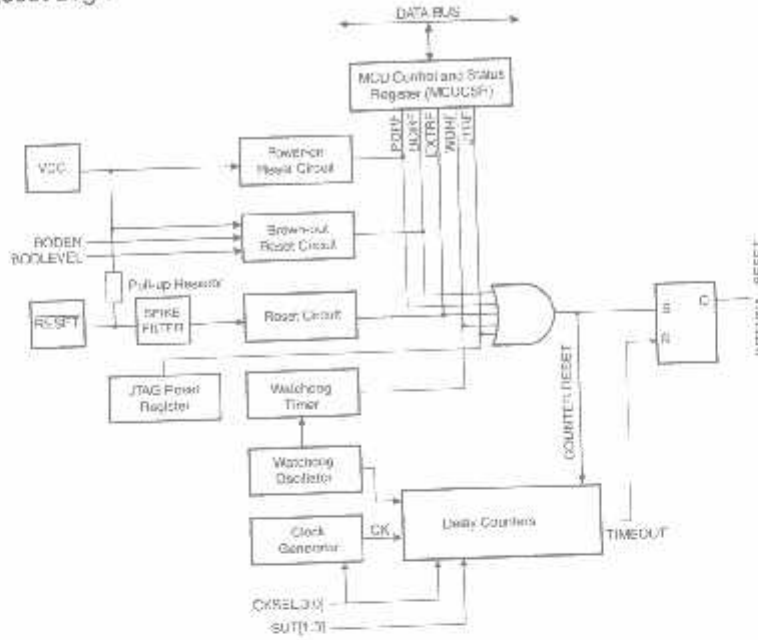 DATA BUS
MCU Control and Status
Register (MCUCSR)
PORF
BORF
EXTRF
WDRF
JTRF
VCC
Power-on
Reset Circuit
BODEN
BODLEVEL
Brown-out
Reset Circuit
Pull-up Resistor
RESET
SPIKE
FILTER
Reset Circuit
JTAG Reset
Register
Watchdog
Timer
Watchdog
Oscillator
Clock
Generator
CK
Delay Counters
COUNTER RESET
TIMEOUT
Q
CKSEL[3:0]
SUT[1:0]